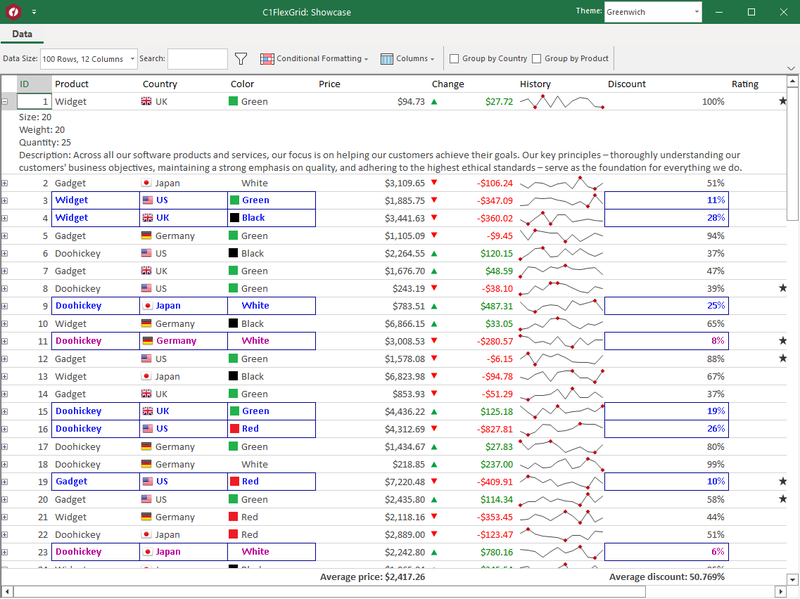 C1FlexGrid: Showcase Theme: Greenwich
Data
Data Size: 100 Rows, 12 Columns Search: Conditional Formatting Columns Group by Country Group by Product
ID Product Country Color Price Change History Discount Rating
1 Widget UK Green $94.73 $27.72 100%
Size: 20
Weight: 20
Quantity: 25
Description: Across all our software products and services, our focus is on helping our customers achieve their goals. Our key principles – thoroughly understanding our
customers' business objectives, maintaining a strong emphasis on quality, and adhering to the highest ethical standards – serve as the foundation for everything we do.
2 Gadget Japan White $3,109.65 -$106.24 51%
3 Widget US Green $1,885.75 -$347.09 11%
4 Widget UK Black $3,441.63 -$360.02 28%
5 Gadget Germany Green $1,105.09 -$9.45 94%
6 Doohickey US Black $2,264.55 $120.15 37%
7 Gadget UK Green $1,676.70 $48.59 47%
8 Doohickey US Green $243.19 -$38.10 39%
9 Doohickey Japan White $783.51 $487.31 25%
10 Widget Germany Black $6,866.15 $33.05 65%
11 Doohickey Germany White $3,008.53 -$280.57 8%
12 Gadget US Green $1,578.08 -$6.15 88%
13 Widget Japan Black $6,823.98 -$94.78 67%
14 Gadget UK Green $853.93 -$51.29 37%
15 Doohickey UK Green $4,436.22 $125.18 19%
16 Doohickey US Red $4,312.69 -$827.81 26%
17 Doohickey Germany Green $1,434.67 $27.83 80%
18 Doohickey Germany White $218.85 $237.00 99%
19 Gadget US Red $7,220.48 -$409.91 10%
20 Gadget US Green $2,435.80 $114.34 58%
21 Widget Germany Red $2,118.16 -$353.45 44%
22 Doohickey Japan Red $2,889.00 -$123.47 51%
23 Doohickey Japan White $2,242.80 $780.16 6%
Average price: $2,417.26 Average discount: 50.769%